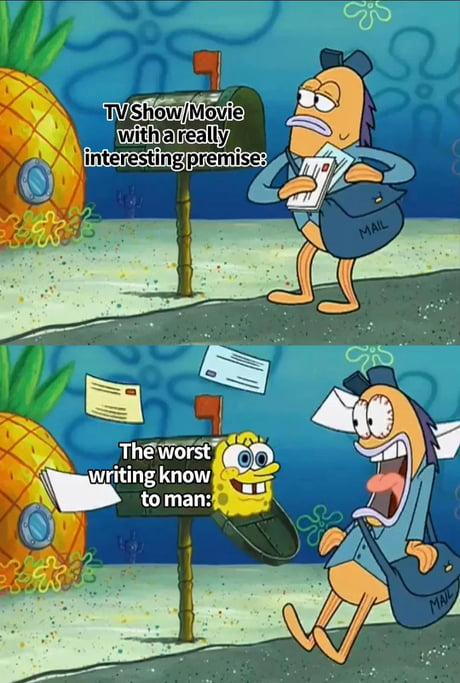 TV Show/Movie
with a really
interesting premise:
MAIL
The worst
writing know
to man:
MAIL